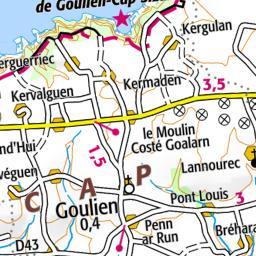 de Goulien-Cap Siz
Kergulan
erguerriec
Kermaden
3,5
Kervalguen
le Moulin
Costé Goalarn
nd'Hui
1,5
Lannourec
véguen
C A P
Pont Louis
3
Goulien
0,4
Penn
ar Run
Bréhara
D43